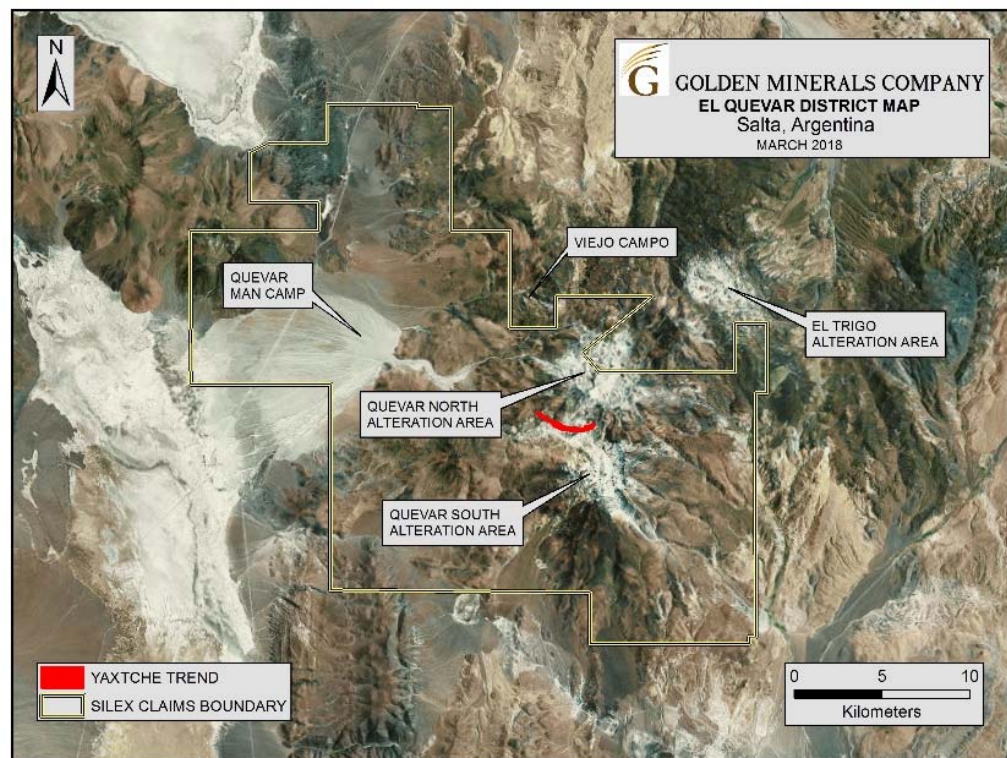 N
G
GOLDEN MINERALS COMPANY
EL QUEVAR DISTRICT MAP
Salta, Argentina
MARCH 2018
VIEJO CAMPO
QUEVAR
MAN CAMP
EL TRIGO
ALTERATION AREA
QUEVAR NORTH
ALTERATION AREA
QUEVAR SOUTH
ALTERATION AREA
YAXTCHE TREND
SILEX CLAIMS BOUNDARY
0 5 10
Kilometers